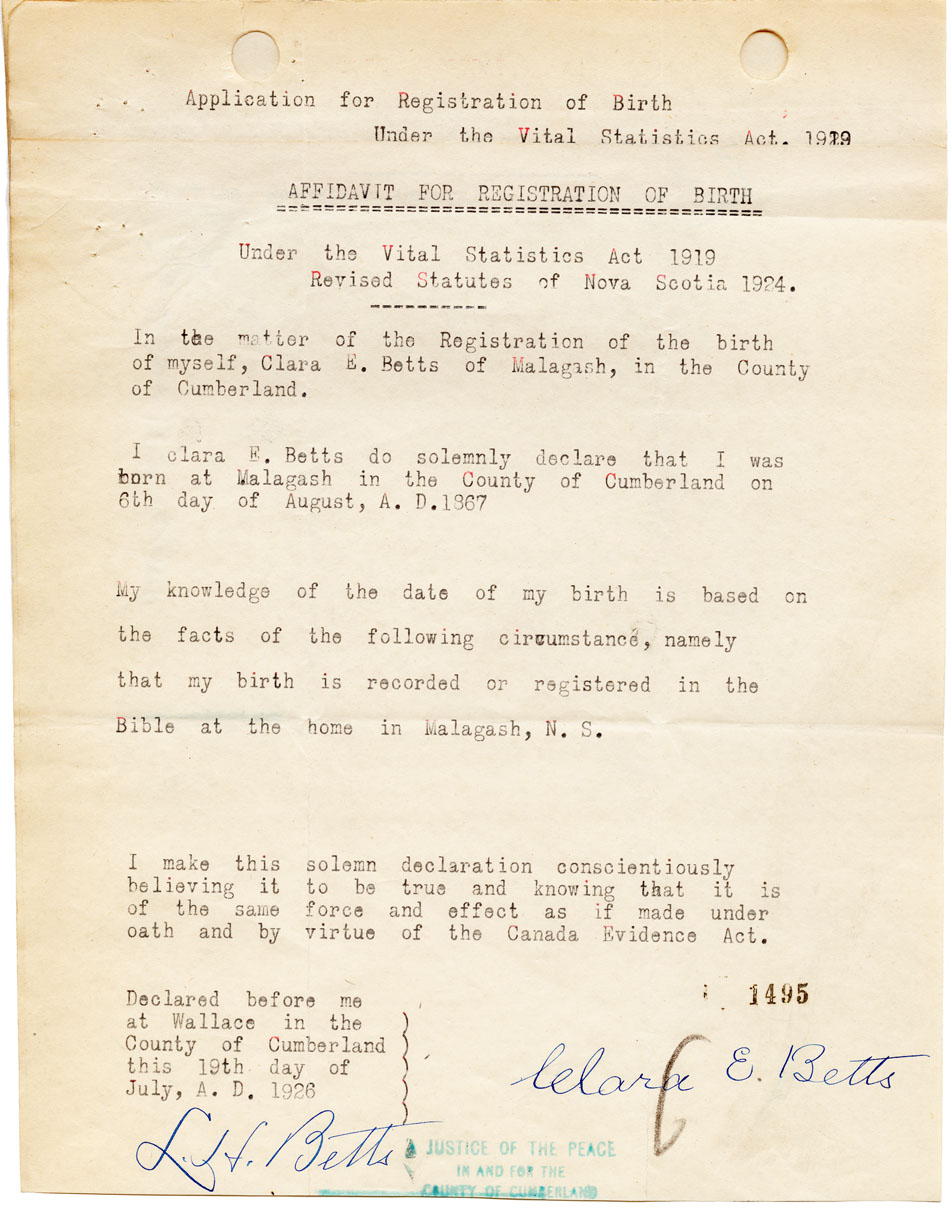 Application for Registration of Birth
Under the Vital Statistics Act. 1919
AFFIDAVIT FOR REGISTRATION OF BIRTH
Under the Vital Statistics Act 1919
Revised Statutes of Nova Scotia 1924.
In the matter of the Registration of the birth
of myself, Clara E. Betts of Malagash, in the County
of Cumberland.
I clara E. Betts do solemnly declare that I was
born at Malagash in the County of Cumberland on
6th day of August, A. D.1867
My knowledge of the date of my birth is based on
the facts of the following circumstance, namely
that my birth is recorded or registered in the
Bible at the home in Malagash, N. S.
I make this solemn declaration conscientiously
believing it to be true and knowing that it is
of the same force and effect as if made under
oath and by virtue of the Canada Evidence Act.
1495
Declared before me
at Wallace in the
County of Cumberland
this 19th day of
July, A. D. 1926
Clara E. Betts
L. H. Betts
A JUSTICE OF THE PEACE
IN AND FOR THE
COUNTY OF CUMBERLAND